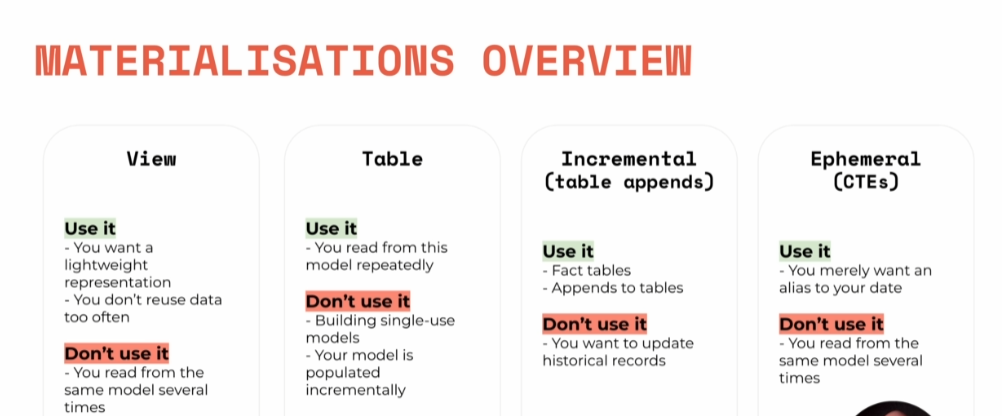 MATERIALISATIONS OVERVIEW
View
Use it
- You want a
lightweight
representation
- You don't reuse data
too often
Don't use it
- You read from the
same model several
times
Table
Use it
- You read from this
model repeatedly
Don't use it
- Building single-use
models
- Your model is
populated
incrementally
Incremental
(table appends)
Use it
- Fact tables
- Appends to tables
Don't use it
- You want to update
historical records
Ephemeral
(CTEs)
Use it
- You merely want an
alias to your date
Don't use it
- You read from the
same model several
times